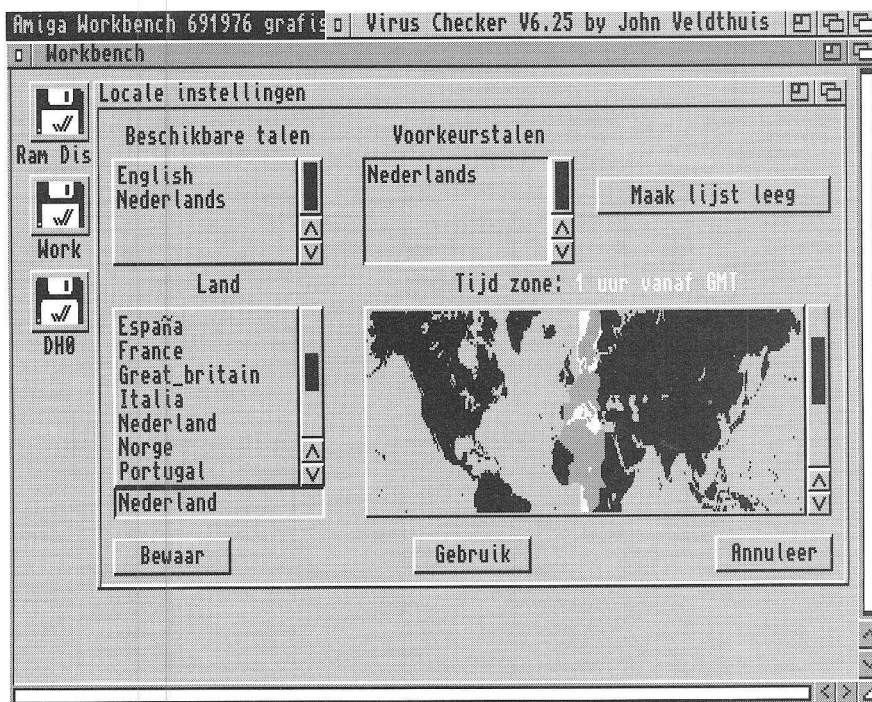 Amiga Workbench 691976 grafis
Virus Checker V6.25 by John Veldthuis
Workbench
Locale instellingen
Ram Dis
Work
DH0
Beschikbare talen
English
Nederlands
Voorkeurstalen
Nederlands
Maak lijst leeg
Land
España
France
Great_britain
Italia
Nederland
Norge
Portugal
Nederland
Tijd zone: 1 uur vanaf GMT
Bewaar
Gebruik
Annuleer